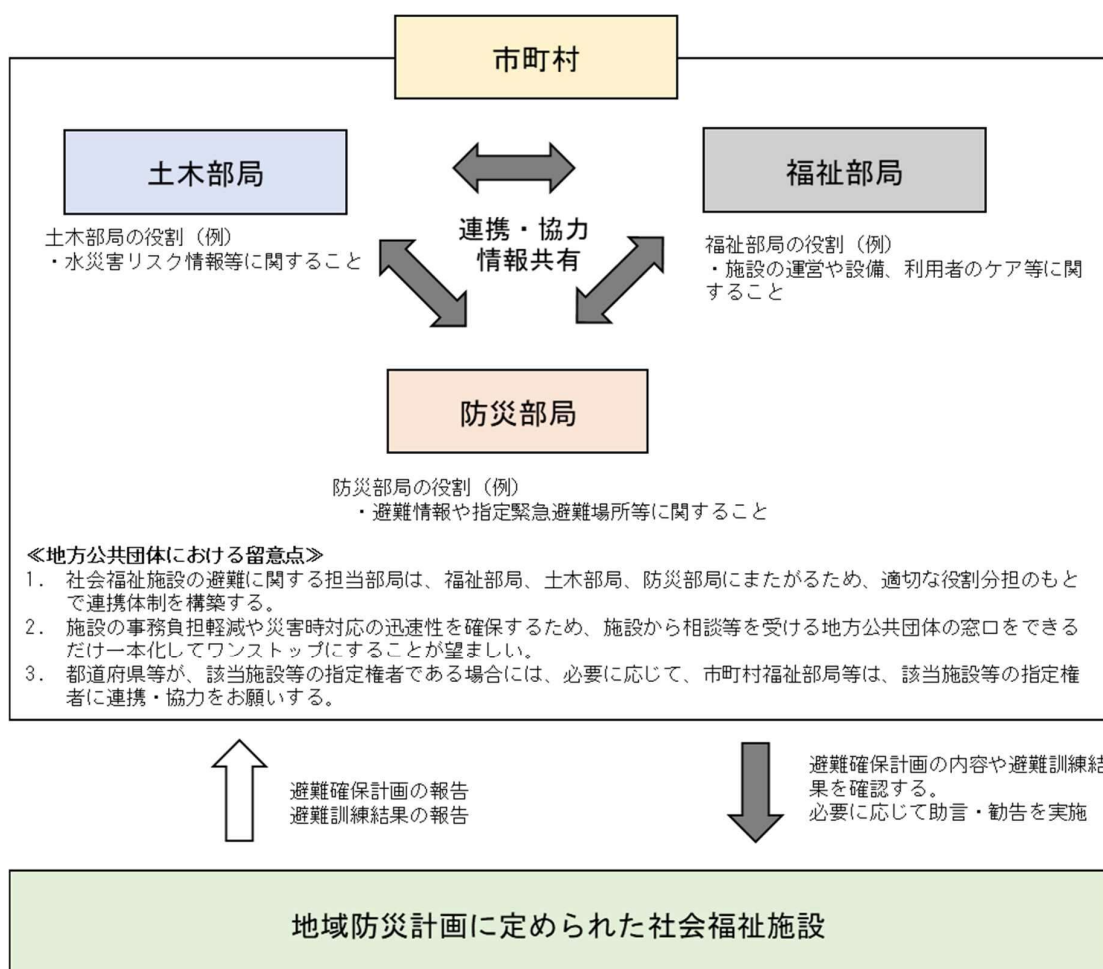 市町村
土木部局
福祉部局
土木部局の役割（例）
・水災害リスク情報等に関すること
連携・協力
情報共有
福祉部局の役割（例）
・施設の運営や設備、利用者のケア等に関
すること
防災部局
防災部局の役割（例）
・避難情報や指定緊急避難場所等に関すること
≪地方公共団体における留意点≫
1． 社会福祉施設の避難に関する担当部局は、福祉部局、土木部局、防災部局にまたがるため、適切な役割分担のもと
で連携体制を構築する。
2． 施設の事務負担軽減や災害時対応の迅速性を確保するため、施設から相談等を受ける地方公共団体の窓口をできる
だけ一本化してワンストップにすることが望ましい。
3． 都道府県等が、該当施設等の指定権者である場合には、必要に応じて、市町村福祉部局等は、該当施設等の指定権
者に連携・協力をお願いする。
避難確保計画の報告
避難訓練結果の報告
避難確保計画の内容や避難訓練結
果を確認する。
必要に応じて助言・勧告を実施
地域防災計画に定められた社会福祉施設